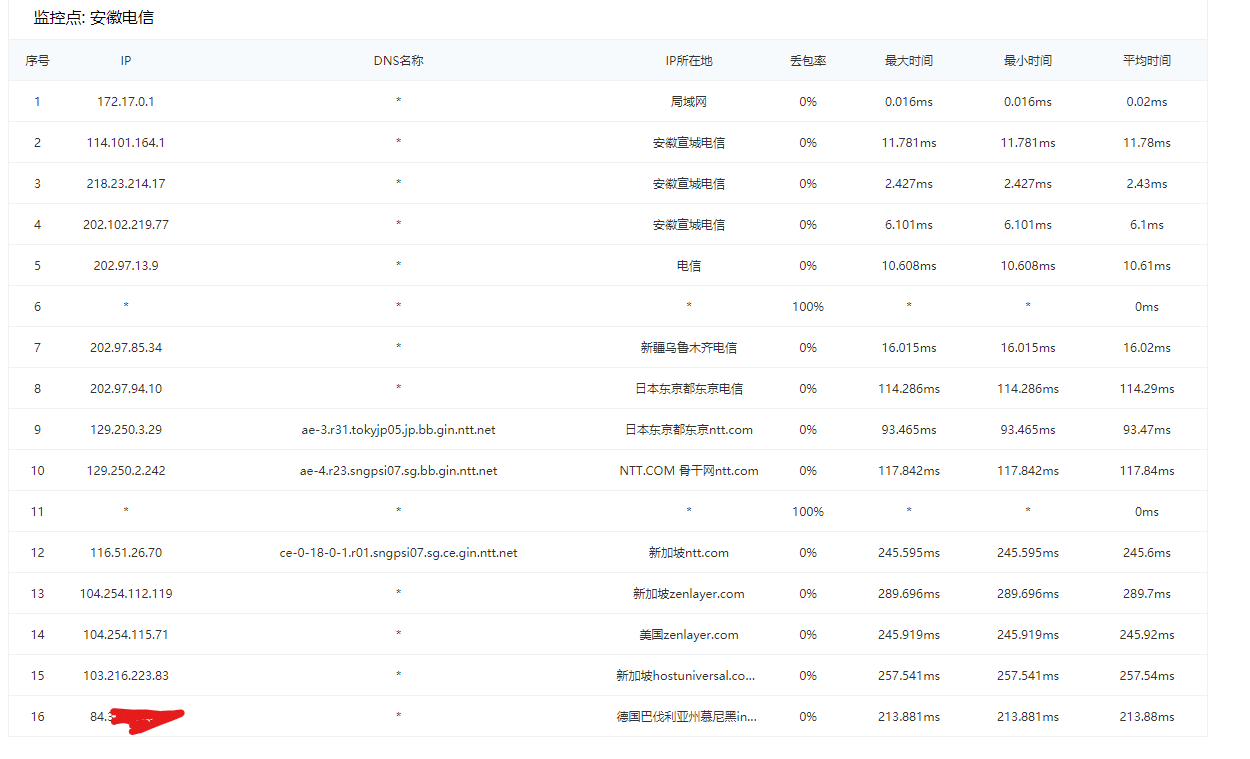 监控点: 安徽电信
序号 IP DNS名称 IP所在地 丢包率 最大时间 最小时间 平均时间
1 172.17.0.1 * 局域网 0% 0.016ms 0.016ms 0.02ms
2 114.101.164.1 * 安徽宣城电信 0% 11.781ms 11.781ms 11.78ms
3 218.23.214.17 * 安徽宣城电信 0% 2.427ms 2.427ms 2.43ms
4 202.102.219.77 * 安徽宣城电信 0% 6.101ms 6.101ms 6.1ms
5 202.97.13.9 * 电信 0% 10.608ms 10.608ms 10.61ms
6 * * * 100% * * 0ms
7 202.97.85.34 * 新疆乌鲁木齐电信 0% 16.015ms 16.015ms 16.02ms
8 202.97.94.10 * 日本东京都东京电信 0% 114.286ms 114.286ms 114.29ms
9 129.250.3.29 ae-3.r31.tokyjp05.jp.bb.gin.ntt.net 日本东京都东京ntt.com 0% 93.465ms 93.465ms 93.47ms
10 129.250.2.242 ae-4.r23.sngpsi07.sg.bb.gin.ntt.net NTT.COM 骨干网ntt.com 0% 117.842ms 117.842ms 117.84ms
11 * * * 100% * * 0ms
12 116.51.26.70 ce-0-18-0-1.r01.sngpsi07.sg.ce.gin.ntt.net 新加坡ntt.com 0% 245.595ms 245.595ms 245.6ms
13 104.254.112.119 * 新加坡zenlayer.com 0% 289.696ms 289.696ms 289.7ms
14 104.254.115.71 * 美国zenlayer.com 0% 245.919ms 245.919ms 245.92ms
15 103.216.223.83 * 新加坡hostuniversal.co... 0% 257.541ms 257.541ms 257.54ms
16 84.3 * 德国巴伐利亚州慕尼黑in... 0% 213.881ms 213.881ms 213.88ms